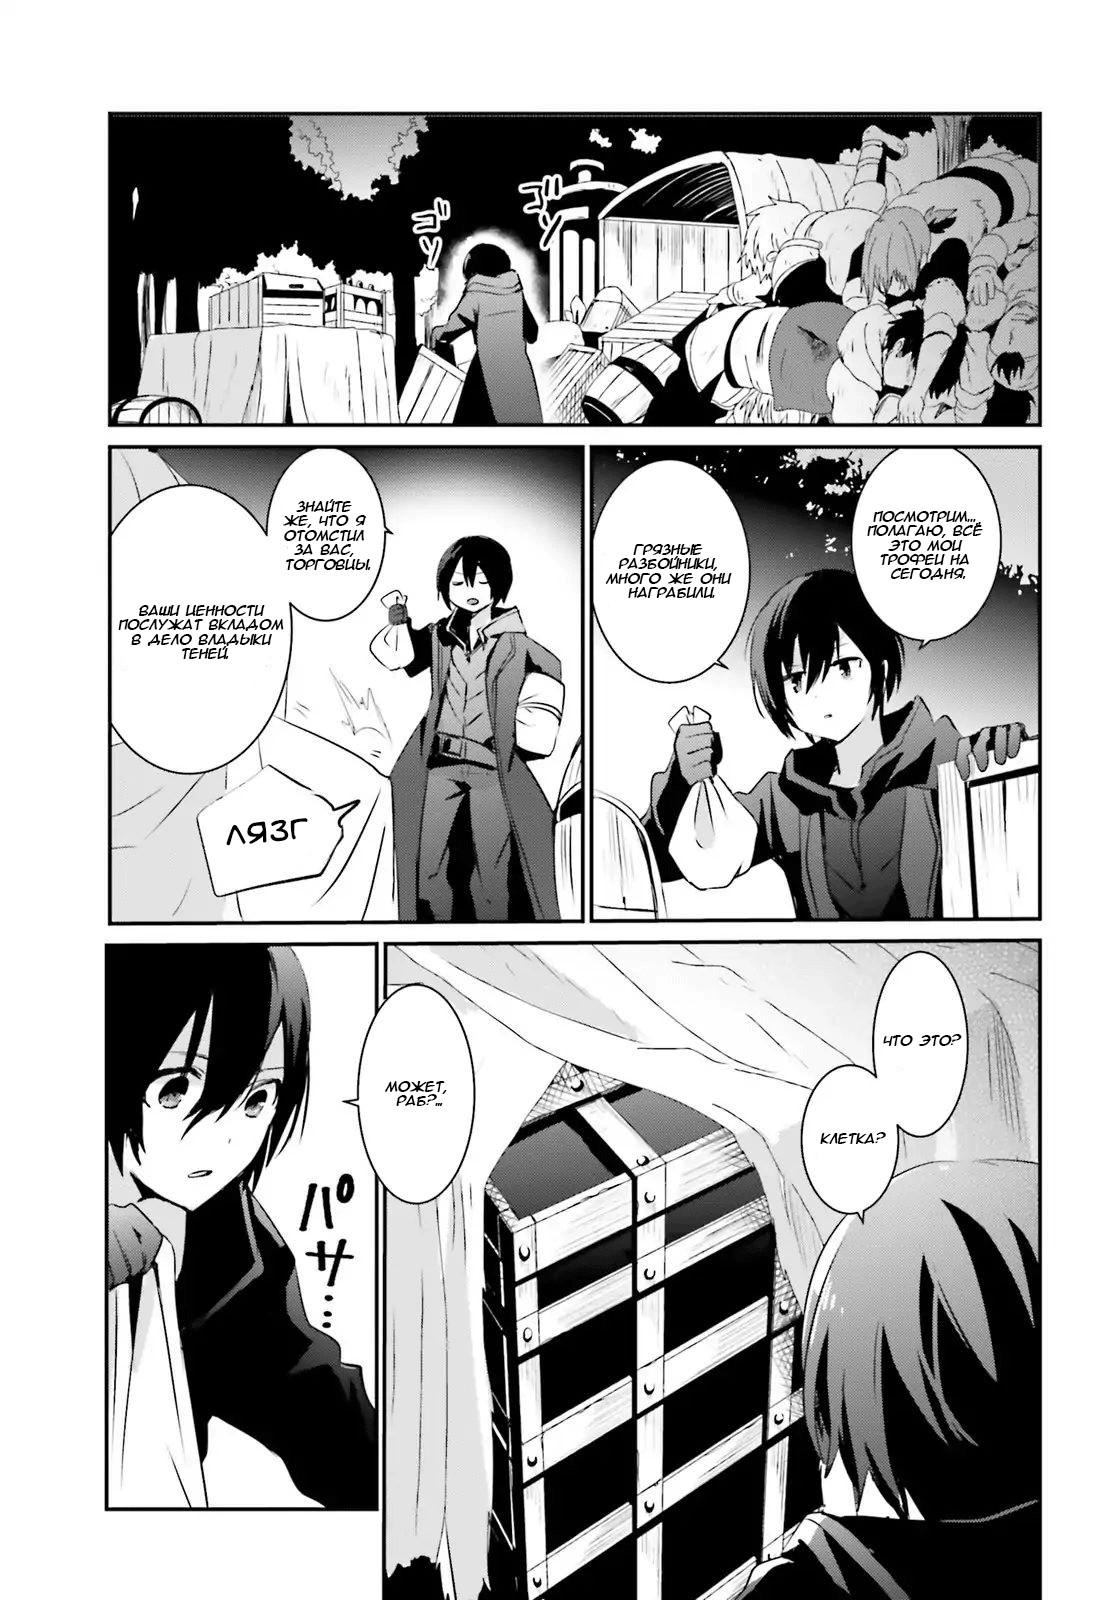 ゴソ
ゴソ
ПОСМОТРИМ...
ПОЛАГАЮ, ВСЁ
ЭТО МОИ
ТРОФЕИ НА
СЕГОДНЯ.
ГРЯЗНЫЕ
РАЗБОЙНИКИ,
МНОГО ЖЕ ОНИ
НАГРАБИЛИ.
ЗНАЙТЕ
ЖЕ, ЧТО Я
ОТОМСТИЛ
ЗА ВАС,
ТОРГОВЦЫ.
ВАШИ ЦЕННОСТИ
ПОСЛУЖАТ ВКЛАДОМ
В ДЕЛО ВЛАДЫКИ
ТЕНЕЙ.
ЛЯЗГ
ЧТО ЭТО?
КЛЕТКА?
МОЖЕТ,
РАБ?...
パサ…